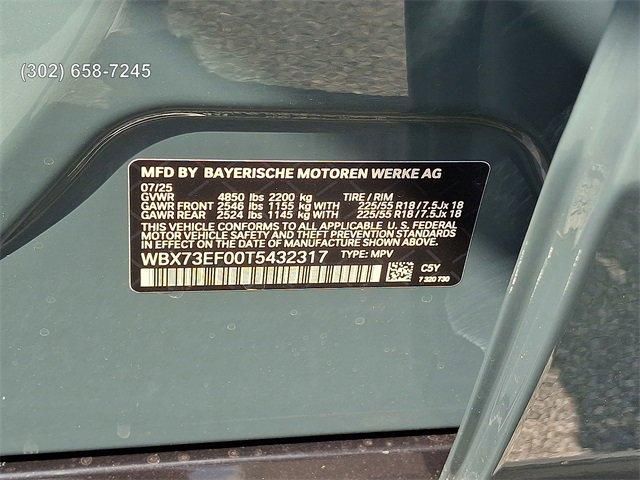 (302) 658-7245
MFD BY BAYERISCHE MOTOREN WERKE AG
07/25
GVWR 4850 lbs 2200 kg TIRE / RIM
GAWR FRONT 2546 lbs 1155 kg WITH 225/55 R18 / 7.5Jx 18
GAWR REAR 2524 lbs 1145 kg WITH 225/55 R18 / 7.5Jx 18
THIS VEHICLE CONFORMS TO ALL APPLICABLE U.S. FEDERAL
MOTOR VEHICLE SAFETY AND THEFT PREVENTION STANDARDS
IN EFFECT ON THE DATE OF MANUFACTURE SHOWN ABOVE.
WBX73EF00T5432317 TYPE: MPV
C5Y
7 320 730